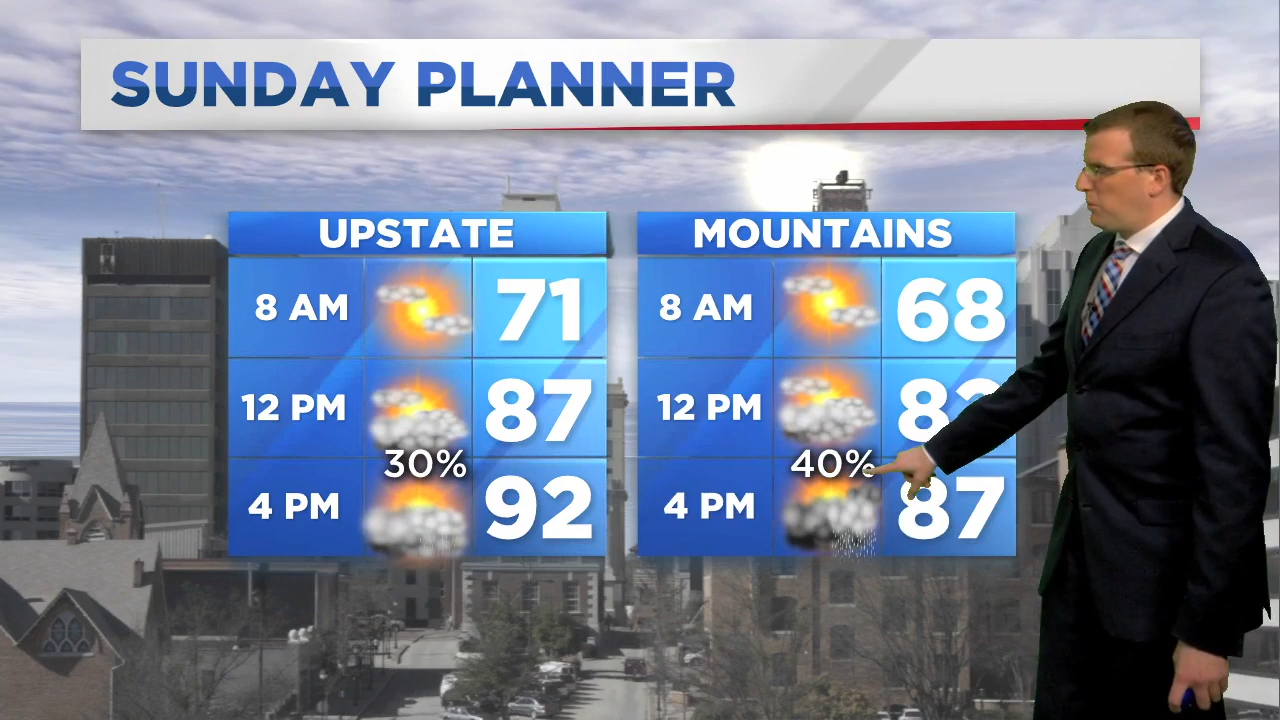 SUNDAY PLANNER
UPSTATE
8 AM 71
12 PM 87
30%
4 PM 92
MOUNTAINS
8 AM 68
12 PM 8
40%
4 PM 87